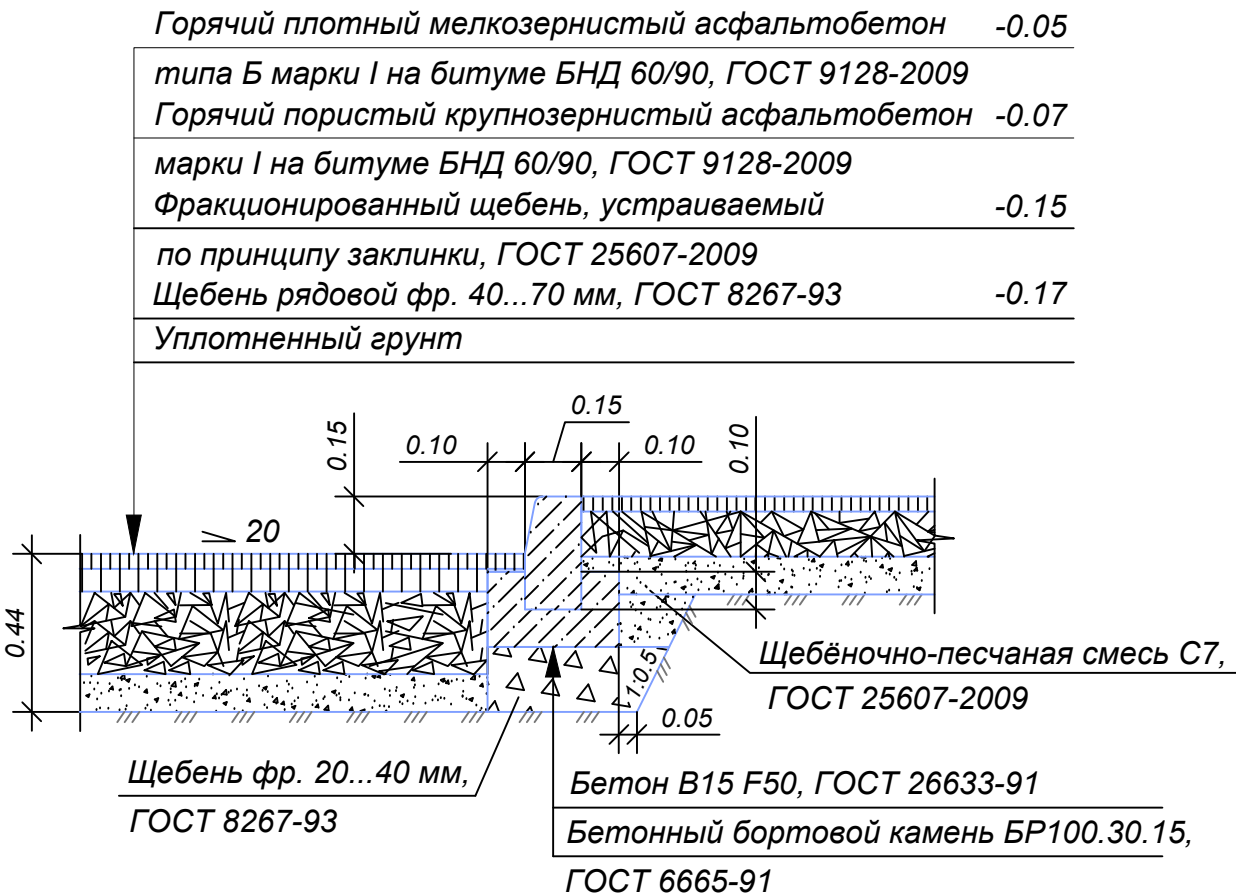 Горячий плотный мелкозернистый асфальтобетон -0.05
типа Б марки I на битуме БНД 60/90, ГОСТ 9128-2009
Горячий пористый крупнозернистый асфальтобетон -0.07
марки I на битуме БНД 60/90, ГОСТ 9128-2009
Фракционированный щебень, устраиваемый -0.15
по принципу заклинки, ГОСТ 25607-2009
Щебень рядовой фр. 40...70 мм, ГОСТ 8267-93 -0.17
Уплотненный грунт
0.15
0.15
0.10
0.10
0.10
20
0.44
1:0.5
0.05
Щебёночно-песчаная смесь С7,
ГОСТ 25607-2009
Щебень фр. 20...40 мм,
ГОСТ 8267-93
Бетон В15 F50, ГОСТ 26633-91
Бетонный бортовой камень БР100.30.15,
ГОСТ 6665-91